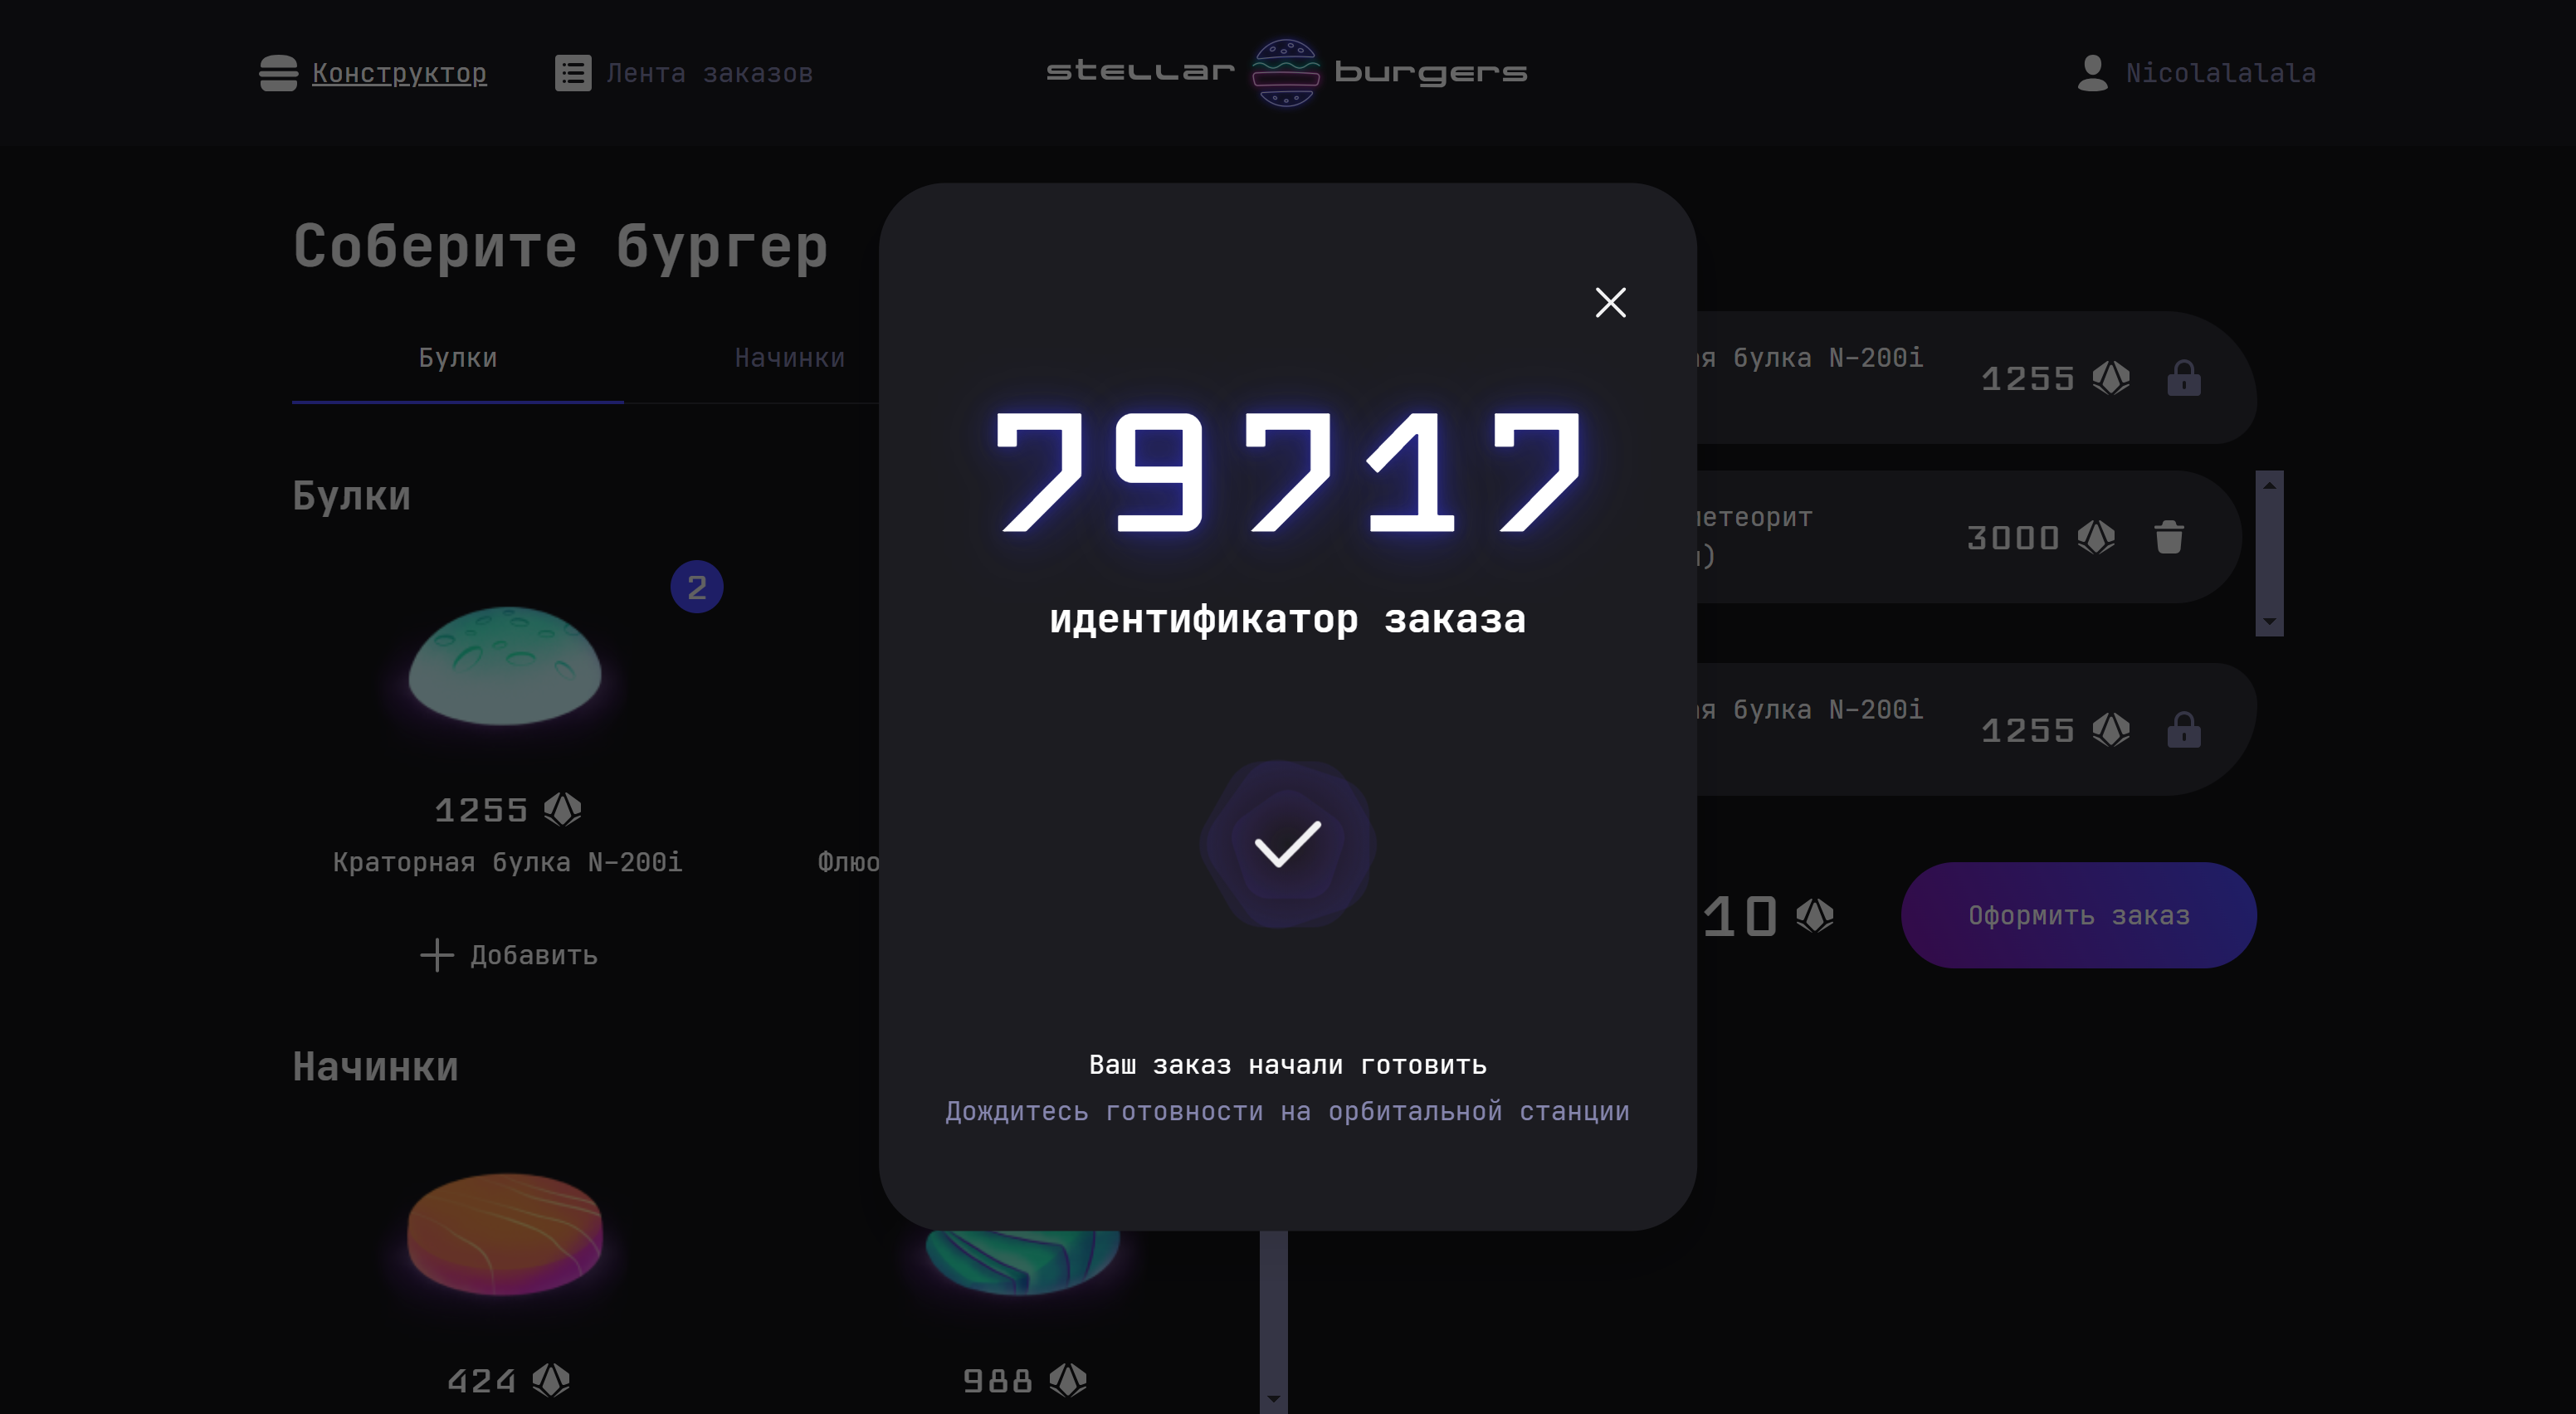 Конструктор
Лента заказов
stellar burgers
Nicolalalala
Соберите бургер
Булки
Начинки
79717
идентификатор заказа
Ваш заказ начали готовить
Дождитесь готовности на орбитальной станции
Булки
2
1255
Краторная булка N-200i
Добавить
Начинки
424
988
булка N-200i
1255
3000
булка N-200i
1255
10
Оформить заказ